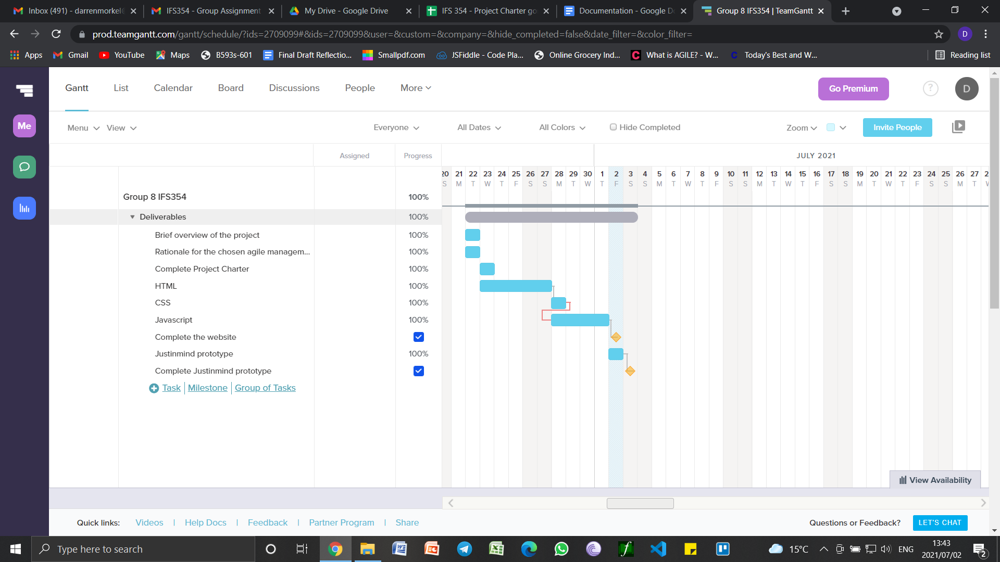 Inbox (491) - darrenmorkel@
IFS354 - Group Assignment
My Drive - Google Drive
IFS 354 - Project Charter go
Documentation - Google Do
Group 8 IFS354 | TeamGantt
prod.teamgantt.com/gantt/schedule/?ids=2709099#&ids=2709099&user=&custom=&company=&hide_completed=false&date_filter=&color_filter=
D
Apps
Gmail
YouTube
Maps
B593s-601
Final Draft Reflectio...
Smallpdf.com
JSFiddle - Code Pla...
Online Grocery Ind...
What is AGILE? - W...
Today's Best and W...
Reading list
Gantt List Calendar Board Discussions People More
Go Premium
?
D
Me
Menu View
Everyone All Dates All Colors Hide Completed
Zoom
Invite People
Assigned Progress
JULY 2021
20 21 22 23 24 25 26 27 28 29 30 1 2 3 4 5 6 7 8 9 10 11 12 13 14 15 16 17 18 19 20 21 22 23 24 25 26 27 2
S M T W T F S S M T W T F S S M T W T F S S M T W T F S S M T W T F S S M T W
Group 8 IFS354 100%
Deliverables 100%
Brief overview of the project 100%
Rationale for the chosen agile managem... 100%
Complete Project Charter 100%
HTML 100%
CSS 100%
Javascript 100%
Complete the website
Justinmind prototype 100%
Complete Justinmind prototype
Task | Milestone | Group of Tasks
View Availability
Quick links: Videos | Help Docs | Feedback | Partner Program | Share
Questions or Feedback? LET'S CHAT
Type here to search
15°C
ENG
13:43
2021/07/02
2